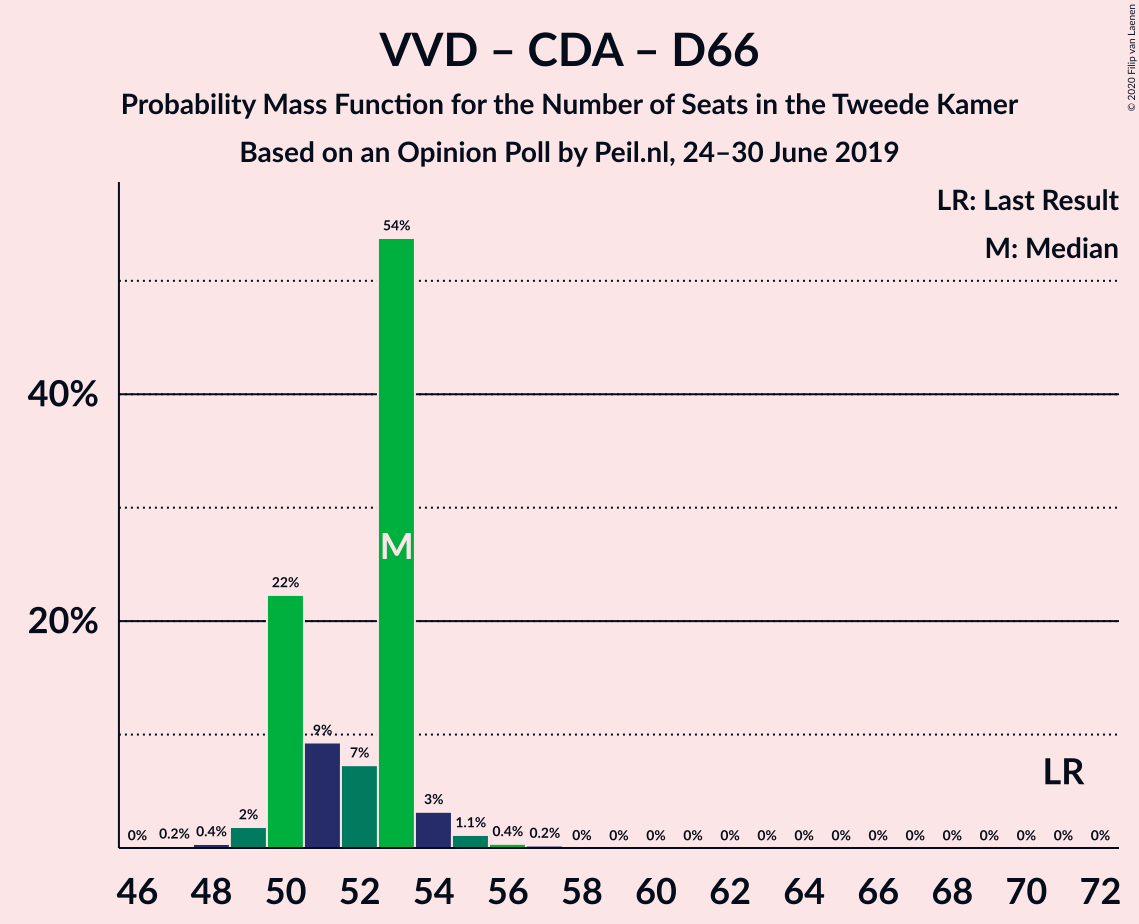 VVD – CDA – D66
Probability Mass Function for the Number of Seats in the Tweede Kamer
Based on an Opinion Poll by Peil.nl, 24–30 June 2019
© 2020 Filip van Laenen
LR: Last Result
M: Median
40%
20%
0% 0.2% 0.4% 2% 22% 9% 7% 54% 3% 1.1% 0.4% 0.2% 0% 0% 0% 0% 0% 0% 0% 0% 0% 0% 0% 0% 0% 0% 0%
M
LR
46 48 50 52 54 56 58 60 62 64 66 68 70 72